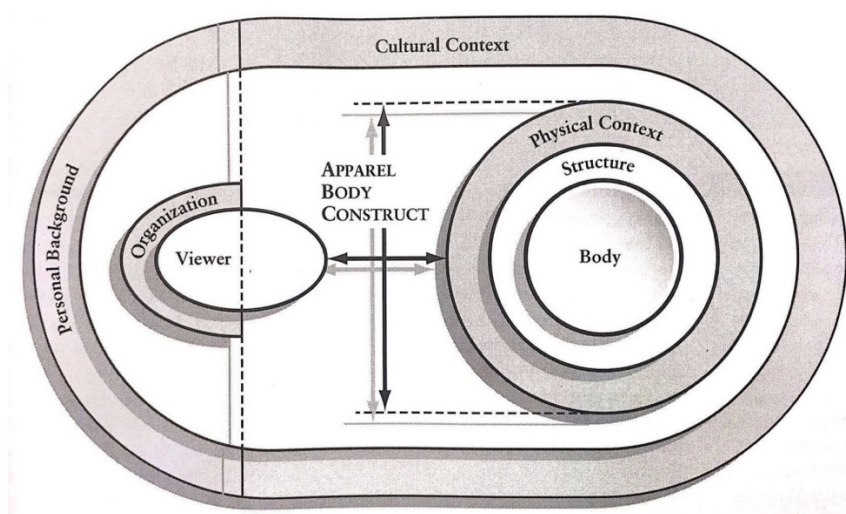 Cultural Context
Physical Context
Structure
APPAREL
BODY
CONSTRUCT
Organization
Viewer
Body
Personal Background